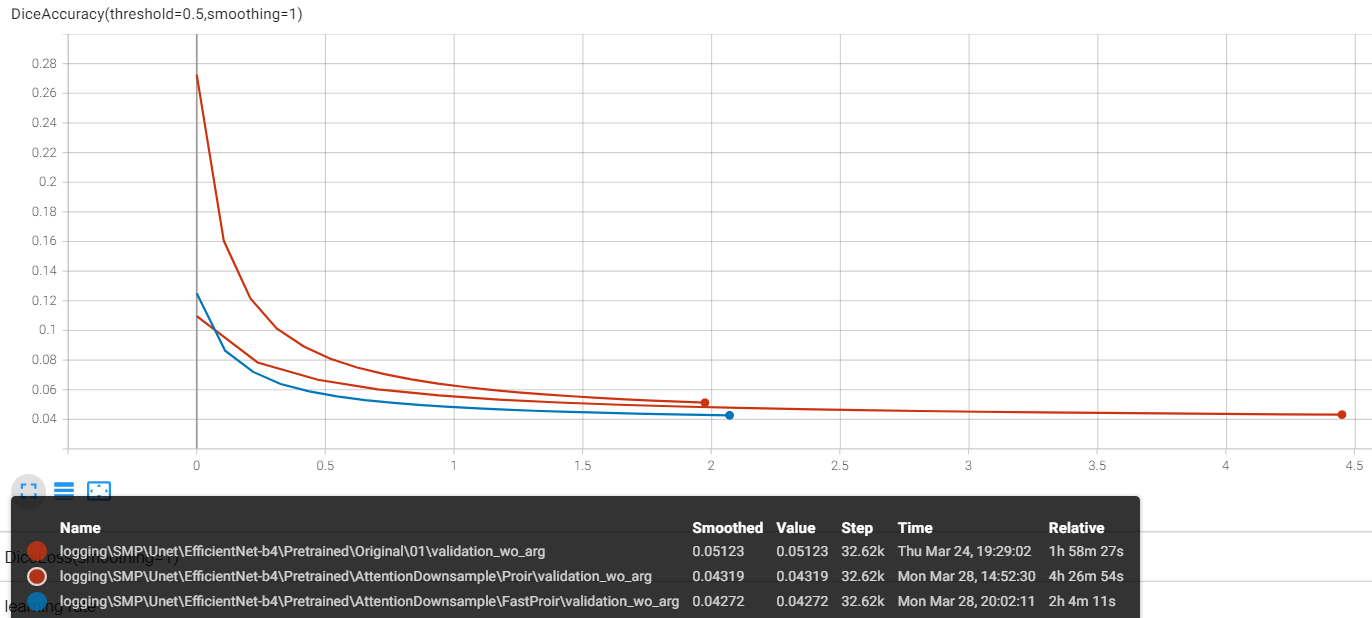 DiceAccuracy(threshold=0.5,smoothing=1)
0.28
0.26
0.24
0.22
0.2
0.18
0.16
0.14
0.12
0.1
0.08
0.06
0.04
0 0.5 1 1.5 2 2.5 3 3.5 4 4.5
Name Smoothed Value Step Time Relative
logging\SMP\Unet\EfficientNet-b4\Pretrained\Original\01\validation_wo_arg 0.05123 0.05123 32.62k Thu Mar 24, 19:29:02 1h 58m 27s
DiceLoss(smoothing=1)
logging\SMP\Unet\EfficientNet-b4\Pretrained\AttentionDownsample\Proir\validation_wo_arg 0.04319 0.04319 32.62k Mon Mar 28, 14:52:30 4h 26m 54s
logging\SMP\Unet\EfficientNet-b4\Pretrained\AttentionDownsample\FastProir\validation_wo_arg 0.04272 0.04272 32.62k Mon Mar 28, 20:02:11 2h 4m 11s
learning rate